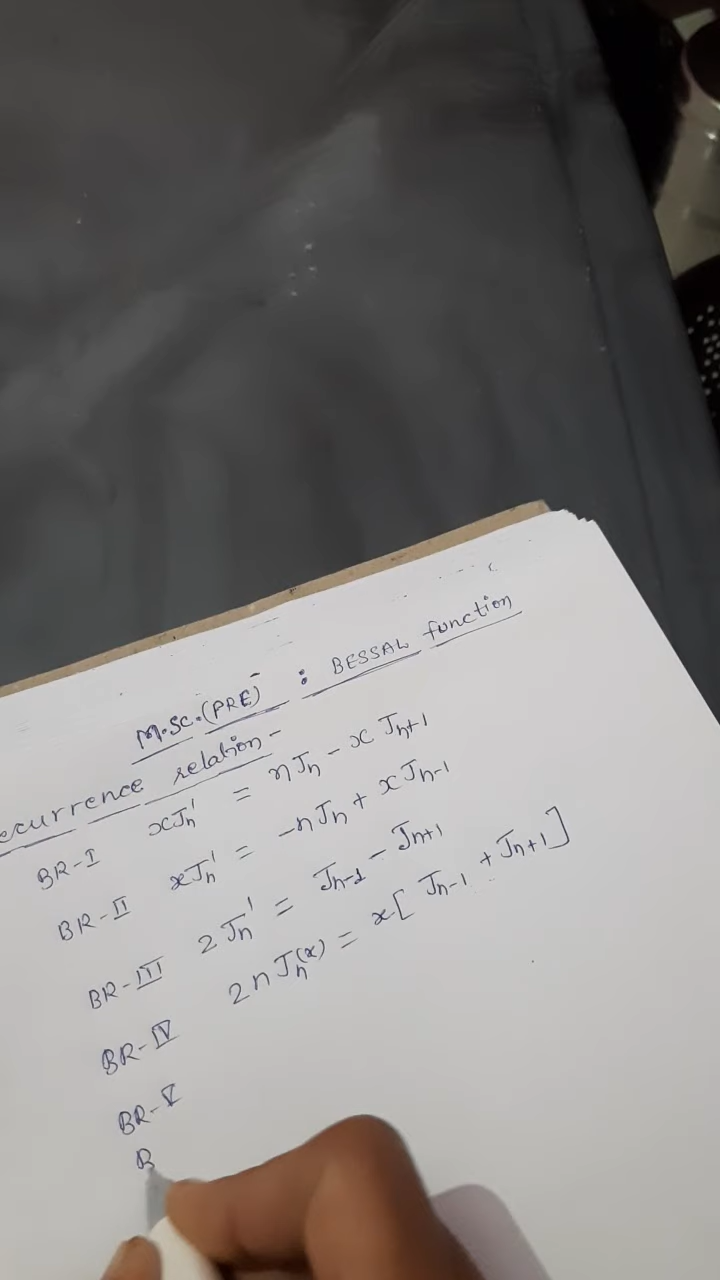 M.SC.(PRE) : BESSAL function
ecurrence relation-
BR-I xJn' = nJn - x Jn+1
BR-II xJn' = -nJn + xJn-1
BR-III 2Jn' = Jn-1 - Jn+1
BR-IV 2nJn(x) = x[Jn-1 + Jn+1]
BR-V
B